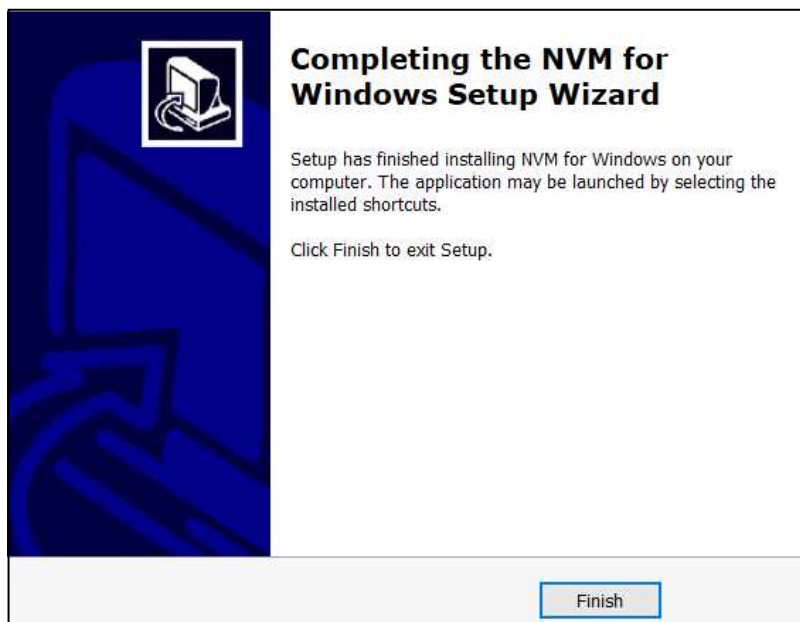 Completing the NVM for
Windows Setup Wizard
Setup has finished installing NVM for Windows on your
computer. The application may be launched by selecting the
installed shortcuts.
Click Finish to exit Setup.
Finish